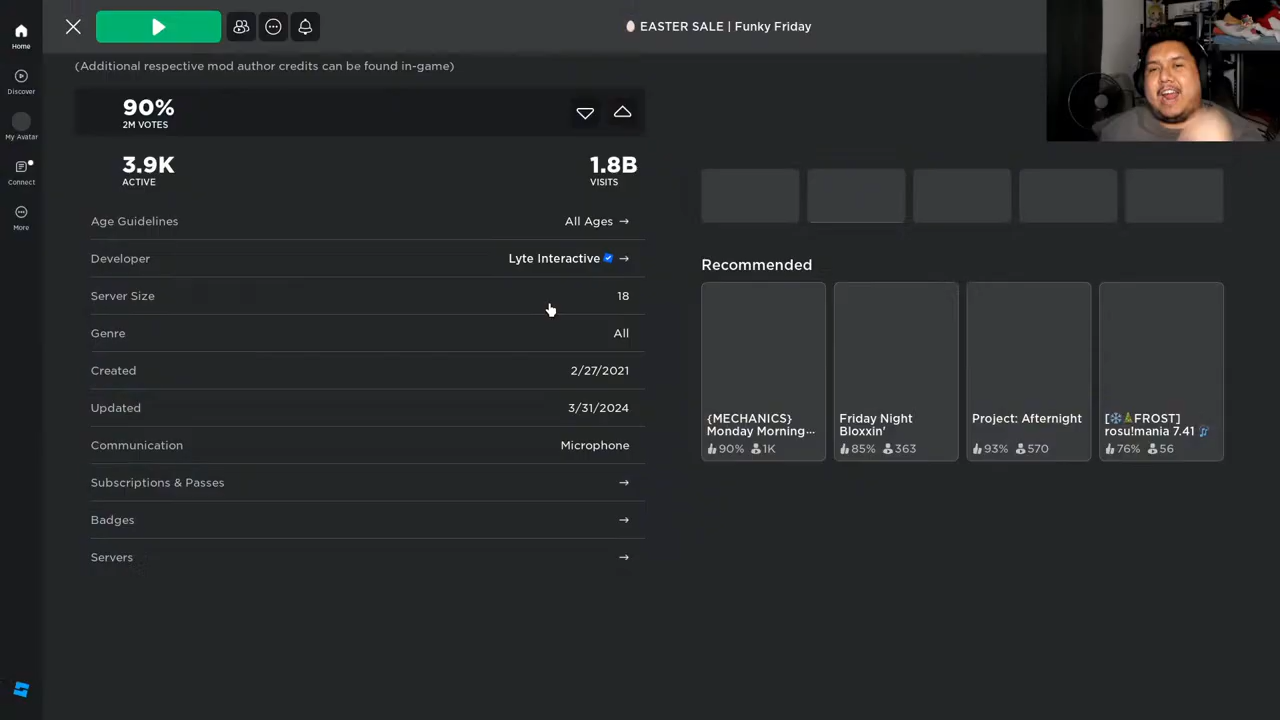 🥚 EASTER SALE | Funky Friday
Home
Discover
My Avatar
Connect
More
(Additional respective mod author credits can be found in-game)
90%
2M VOTES
3.9K
ACTIVE
1.8B
VISITS
Age Guidelines All Ages →
Developer Lyte Interactive →
Server Size 18
Genre All
Created 2/27/2021
Updated 3/31/2024
Communication Microphone
Subscriptions & Passes →
Badges →
Servers →
Recommended
{MECHANICS}
Monday Morning...
90% 1K
Friday Night
Bloxxin'
85% 363
Project: Afternight
93% 570
[❄️🎄FROST]
rosu!mania 7.41 🎶
76% 56